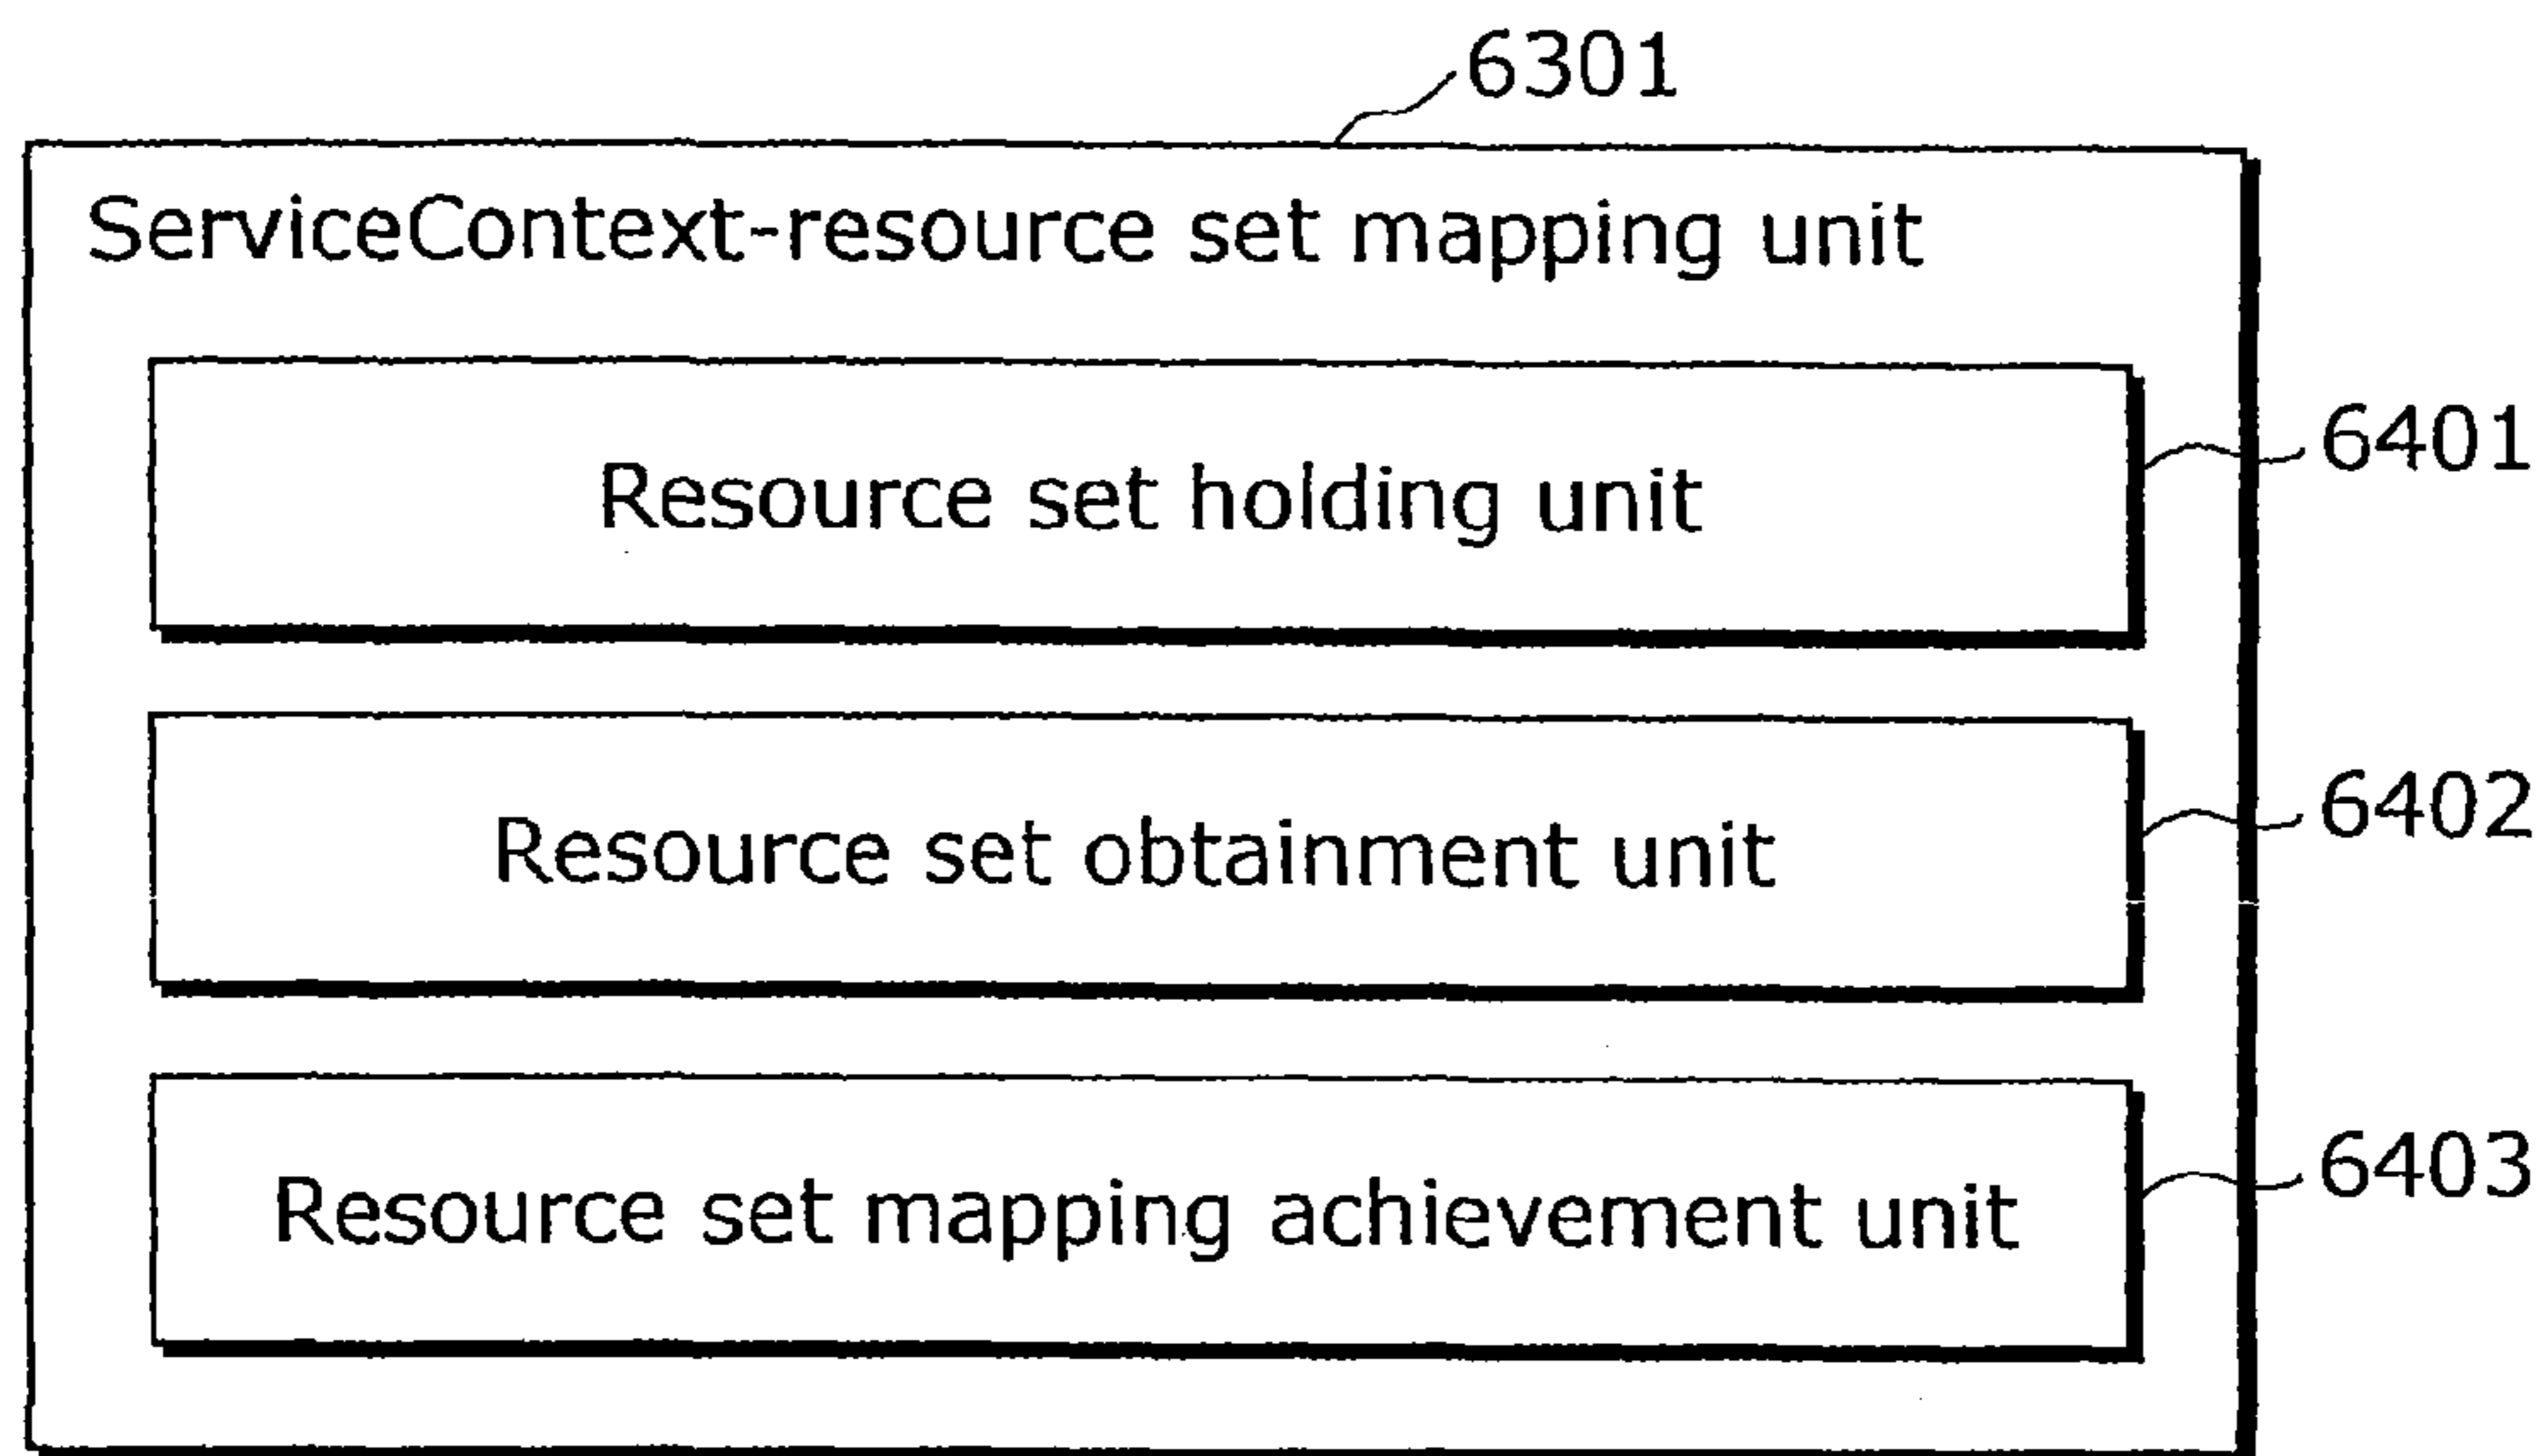 6301
ServiceContext-resource set mapping unit
Resource set holding unit
6401
Resource set obtainment unit
6402
Resource set mapping achievement unit
6403